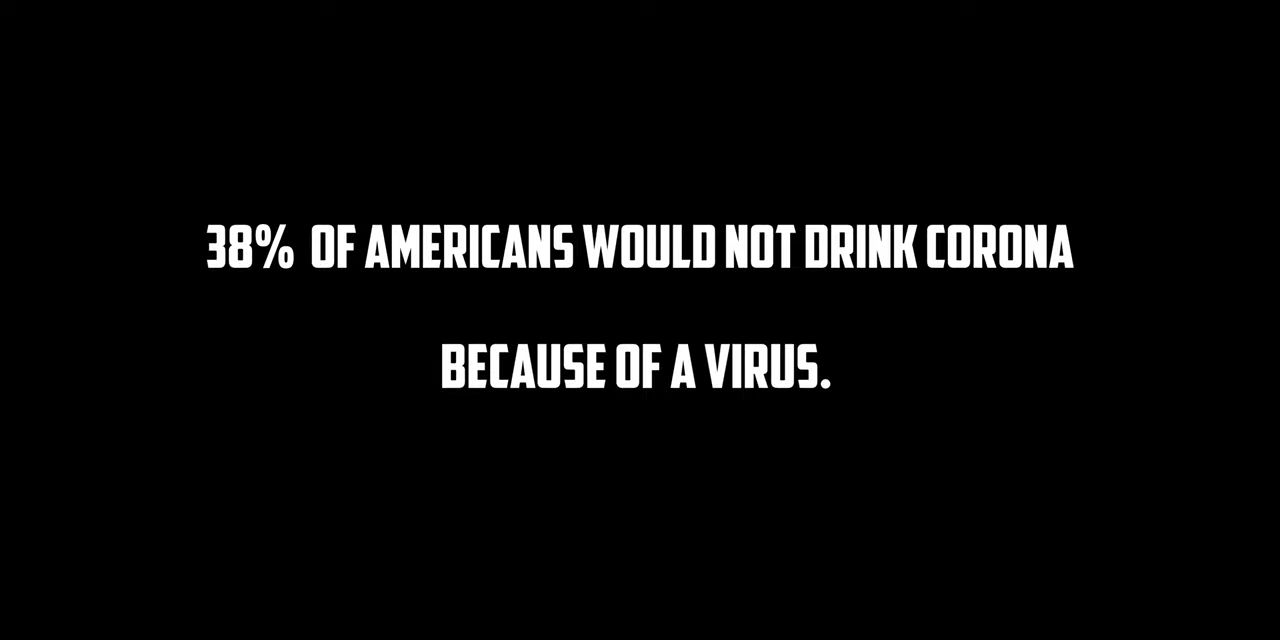 38% OF AMERICANS WOULD NOT DRINK CORONA
BECAUSE OF A VIRUS.